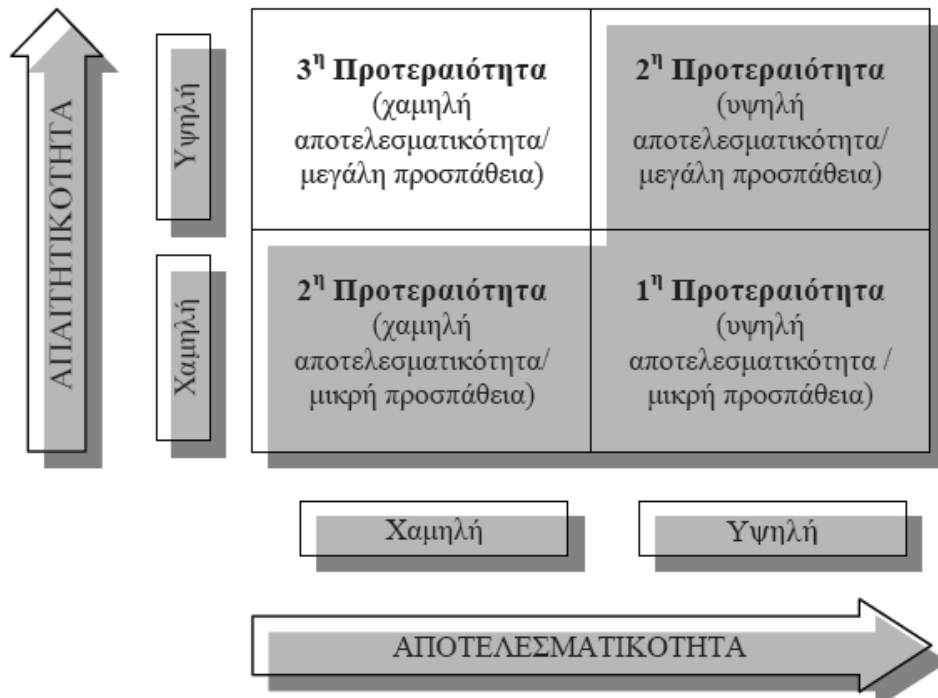 ΑΠΑΙΤΗΤΙΚΟΤΗΤΑ
Υψηλή
3η Προτεραιότητα
(χαμηλή
αποτελεσματικότητα/
μεγάλη προσπάθεια)
2η Προτεραιότητα
(υψηλή
αποτελεσματικότητα/
μεγάλη προσπάθεια)
Χαμηλή
2η Προτεραιότητα
(χαμηλή
αποτελεσματικότητα/
μικρή προσπάθεια)
1η Προτεραιότητα
(υψηλή
αποτελεσματικότητα /
μικρή προσπάθεια)
Χαμηλή
Υψηλή
ΑΠΟΤΕΛΕΣΜΑΤΙΚΟΤΗΤΑ